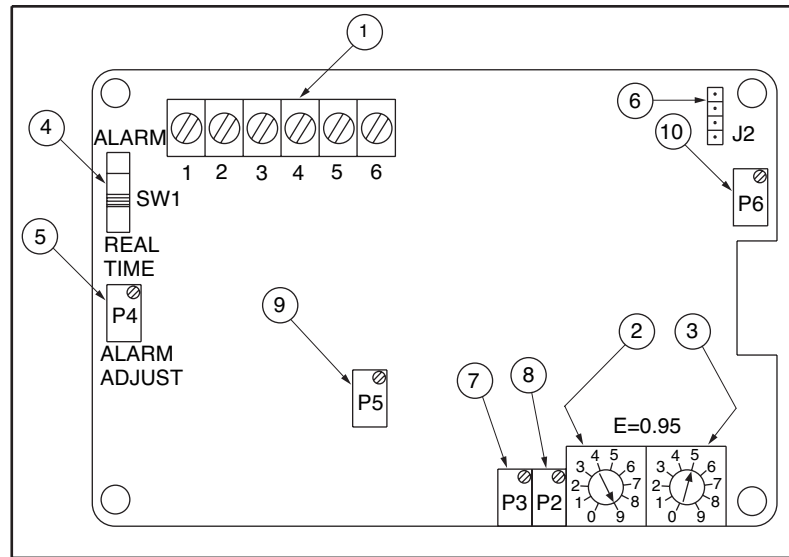 1
6
10
J2
P6
ALARM
4
SW1
REAL
TIME
1 2 3 4 5 6
5
P4
ALARM
ADJUST
9
P5
7
8
2
3
E=0.95
P3
P2
0 1 2 3 4 5 6 7 8 9
0 1 2 3 4 5 6 7 8 9